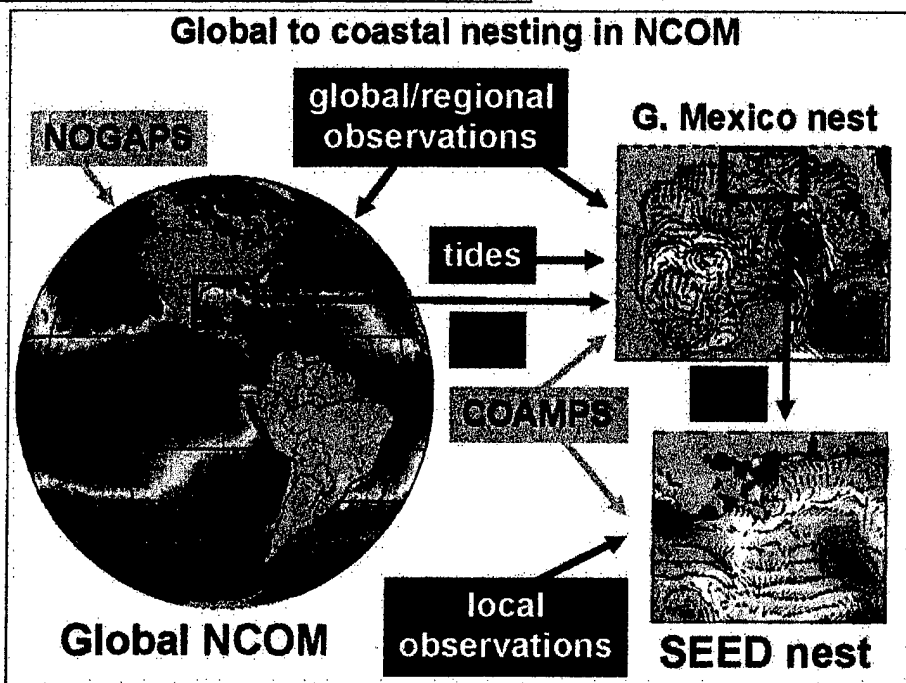 Global to coastal nesting in NCOM
global/regional
observations
NOGAPS
G. Mexico nest
tides
COAMPS
local
observations
Global NCOM
SEED nest